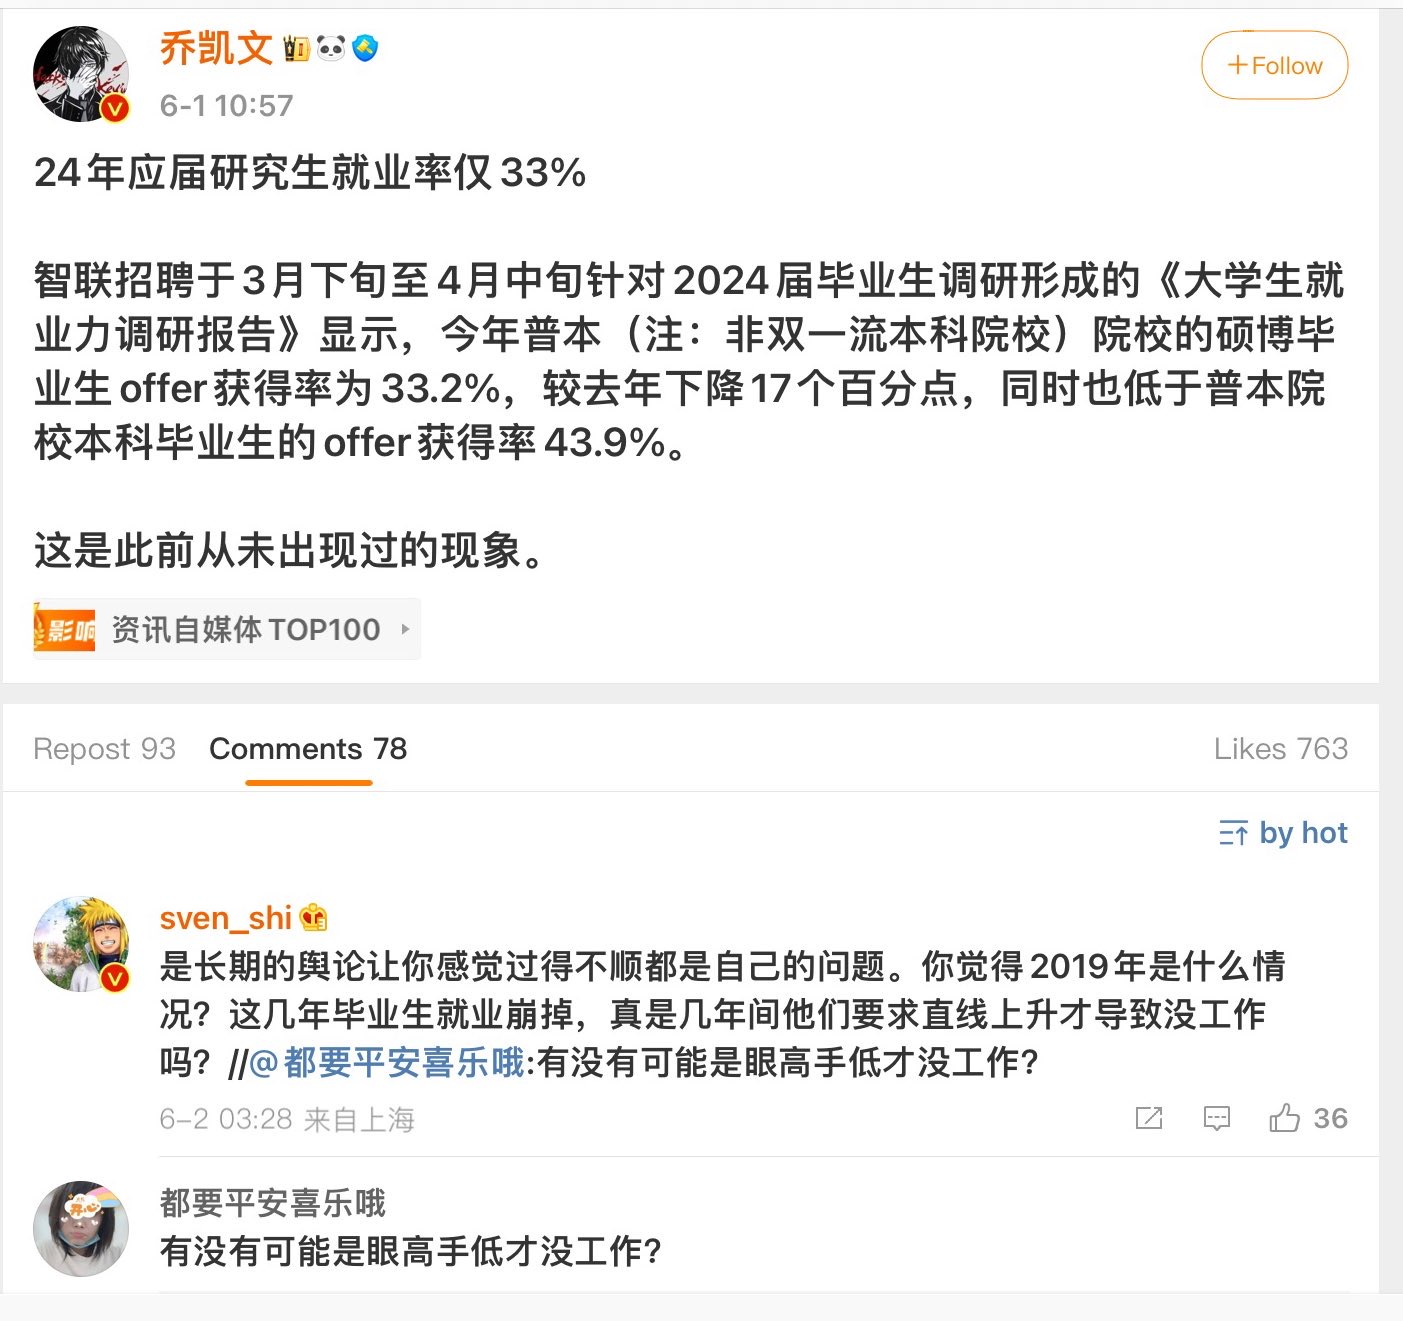 乔凯文
6-1 10:57
+Follow
24年应届研究生就业率仅33%
智联招聘于3月下旬至4月中旬针对2024届毕业生调研形成的《大学生就
业力调研报告》显示，今年普本（注：非双一流本科院校）院校的硕博毕
业生offer获得率为33.2%，较去年下降17个百分点，同时也低于普本院
校本科毕业生的offer获得率43.9%。
这是此前从未出现过的现象。
影响 资讯自媒体TOP100
Repost 93 Comments 78 Likes 763
by hot
sven_shi
是长期的舆论让你感觉过得不顺都是自己的问题。你觉得2019年是什么情
况？这几年毕业生就业崩掉，真是几年间他们要求直线上升才导致没工作
吗？//@都要平安喜乐哦:有没有可能是眼高手低才没工作？
6-2 03:28 来自上海 36
都要平安喜乐哦
有没有可能是眼高手低才没工作？